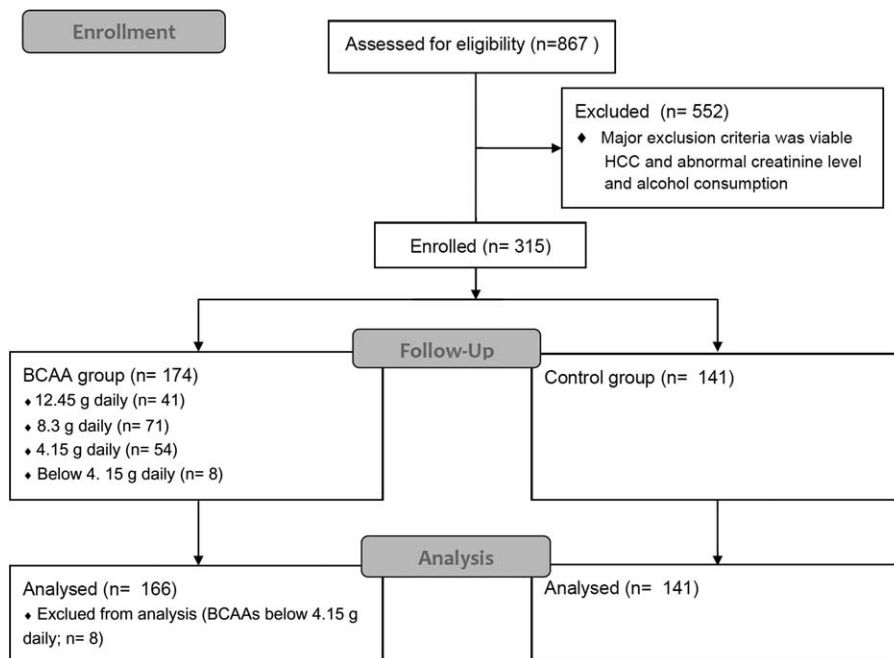 Enrollment
Assessed for eligibility (n=867 )
Excluded (n= 552)
♦ Major exclusion criteria was viable
HCC and abnormal creatinine level
and alcohol consumption
Enrolled (n= 315)
Follow-Up
BCAA group (n= 174)
♦ 12.45 g daily (n= 41)
♦ 8.3 g daily (n= 71)
♦ 4.15 g daily (n= 54)
♦ Below 4. 15 g daily (n= 8)
Control group (n= 141)
Analysis
Analysed (n= 166)
♦ Exclued from analysis (BCAAs below 4.15 g
daily; n= 8)
Analysed (n= 141)